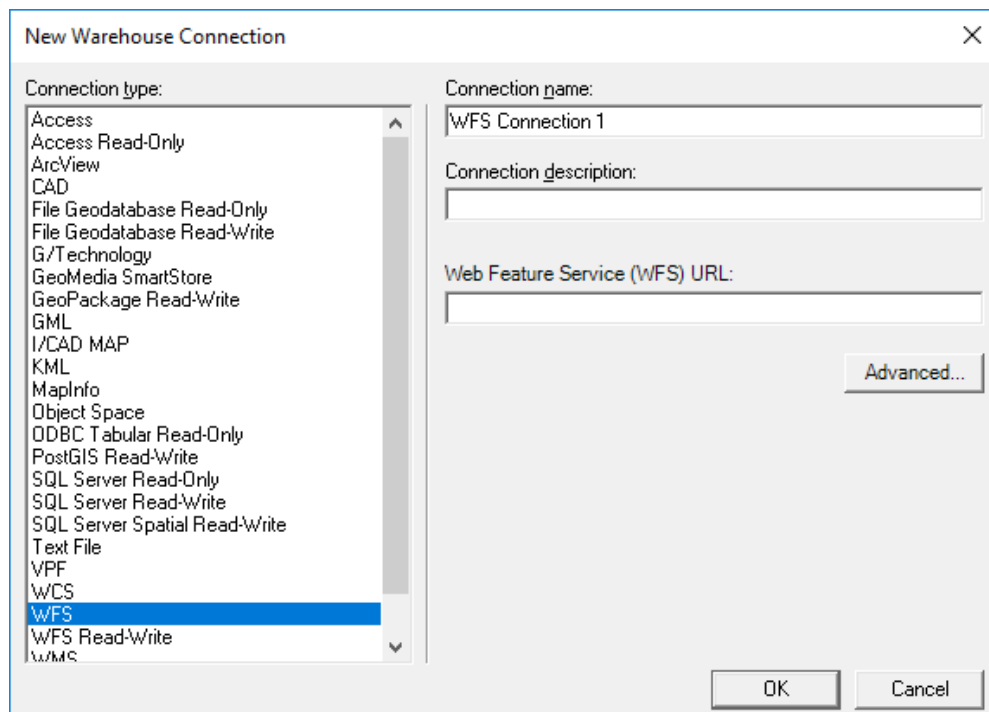 New Warehouse Connection
Connection type:
Access
Access Read-Only
ArcView
CAD
File Geodatabase Read-Only
File Geodatabase Read-Write
G/Technology
GeoMedia SmartStore
GeoPackage Read-Write
GML
I/CAD MAP
KML
MapInfo
Object Space
ODBC Tabular Read-Only
PostGIS Read-Write
SQL Server Read-Only
SQL Server Read-Write
SQL Server Spatial Read-Write
Text File
VPF
WCS
WFS
WFS Read-Write
WMS
Connection name:
WFS Connection 1
Connection description:
Web Feature Service (WFS) URL:
Advanced...
OK
Cancel